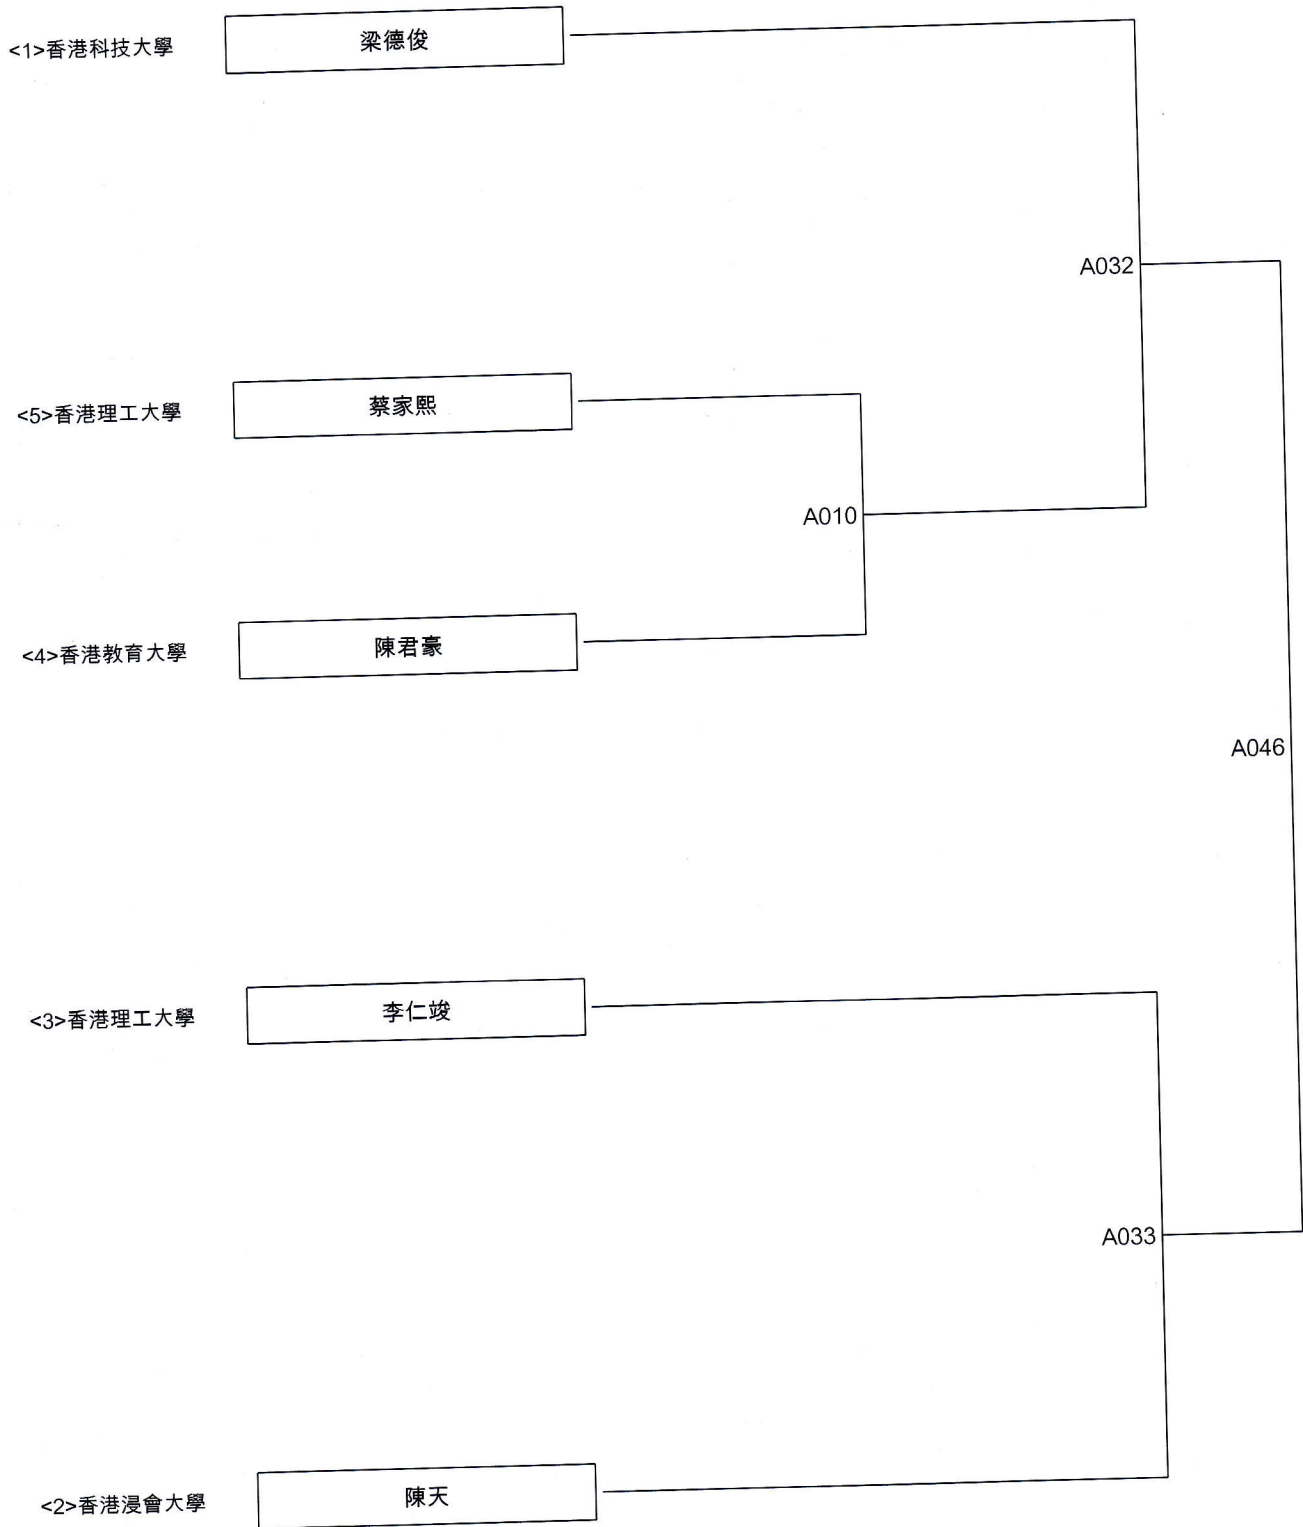 <1>香港科技大學 梁德俊
A032
<5>香港理工大學 蔡家熙
A010
<4>香港教育大學 陳君豪
A046
<3>香港理工大學 李仁竣
A033
<2>香港浸會大學 陳天